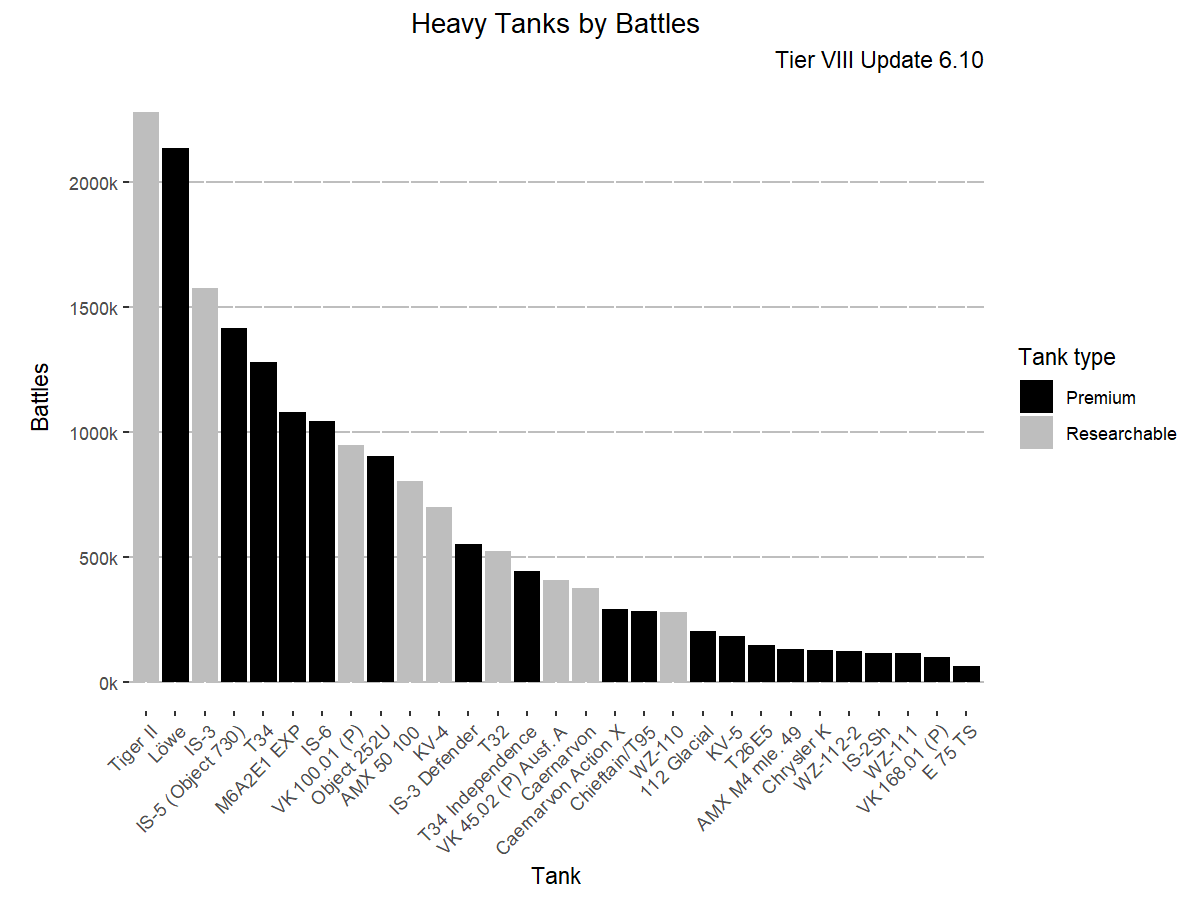 Heavy Tanks by Battles
Tier VIII Update 6.10
Battles
2000k
1500k
1000k
500k
0k
Tiger II
Löwe
IS-3
IS-5 (Object 730)
T34
M6A2E1 EXP
IS-6
VK 100.01 (P)
Object 252U
AMX 50 100
KV-4
IS-3 Defender
T32
T34 Independence
VK 45.02 (P) Ausf. A
Caernarvon
Caernarvon Action X
Chieftain/T95
WZ-110
112 Glacial
KV-5
T26E5
AMX M4 mle. 49
Chrysler K
WZ-112-2
IS-2Sh
WZ-111
VK 168.01 (P)
E 75 TS
Tank
Tank type
Premium
Researchable